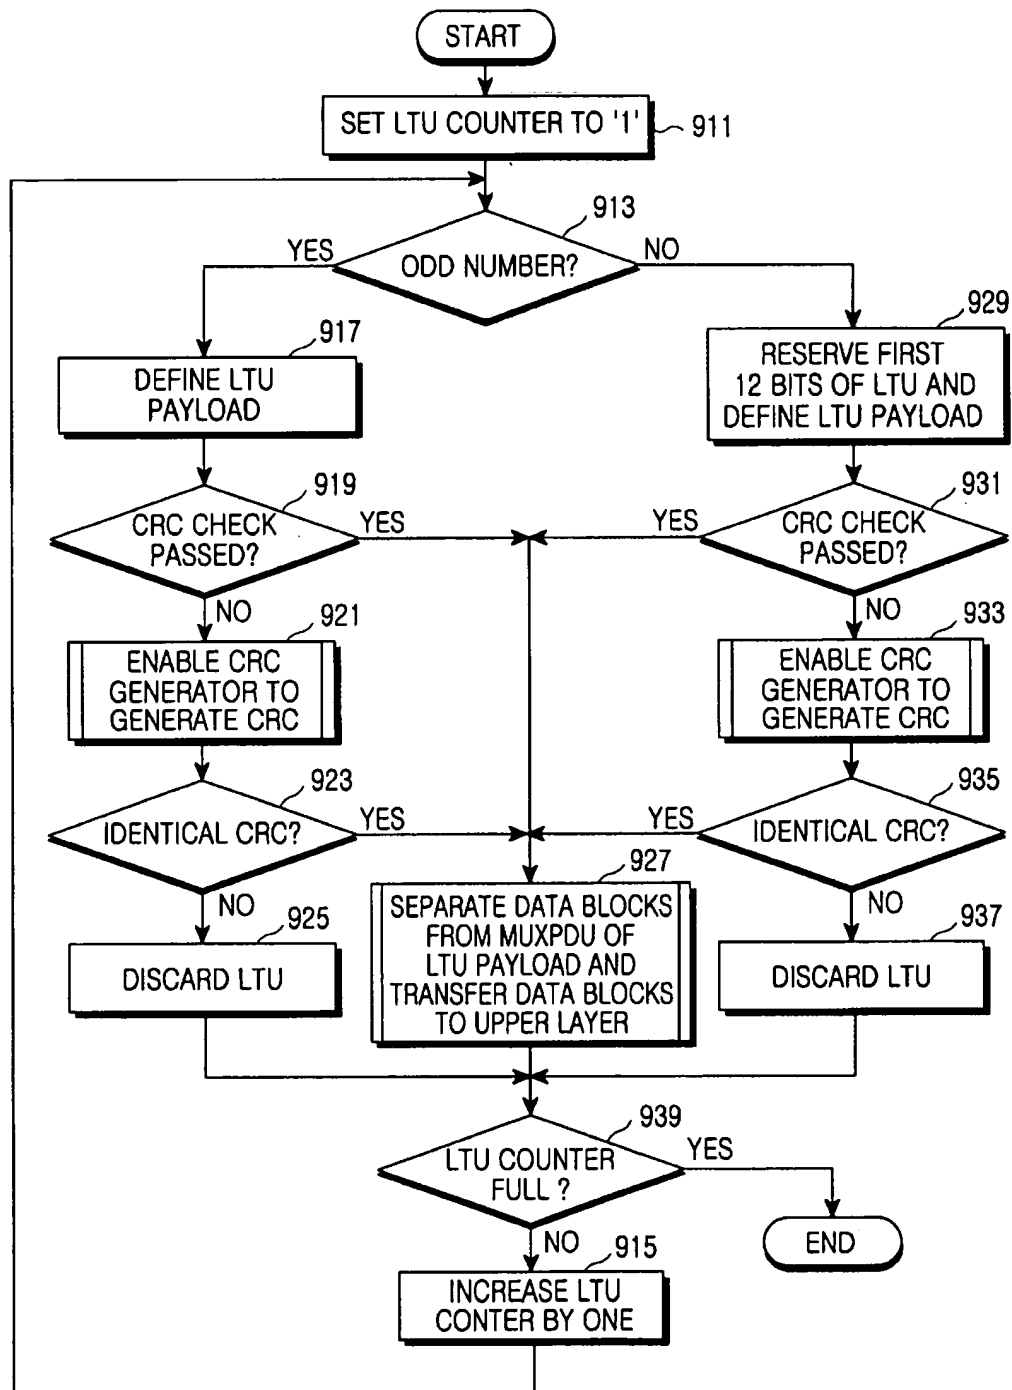 START
SET LTU COUNTER TO '1'
911
913
YES
ODD NUMBER?
NO
917
929
DEFINE LTU
PAYLOAD
RESERVE FIRST
12 BITS OF LTU AND
DEFINE LTU PAYLOAD
919
931
CRC CHECK
PASSED?
YES
YES
CRC CHECK
PASSED?
NO
NO
921
933
ENABLE CRC
GENERATOR TO
GENERATE CRC
ENABLE CRC
GENERATOR TO
GENERATE CRC
923
935
IDENTICAL CRC?
YES
YES
IDENTICAL CRC?
NO
NO
925
927
937
DISCARD LTU
SEPARATE DATA BLOCKS
FROM MUXPDU OF
LTU PAYLOAD AND
TRANSFER DATA BLOCKS
TO UPPER LAYER
DISCARD LTU
939
LTU COUNTER
FULL ?
YES
NO
END
915
INCREASE LTU
CONTER BY ONE